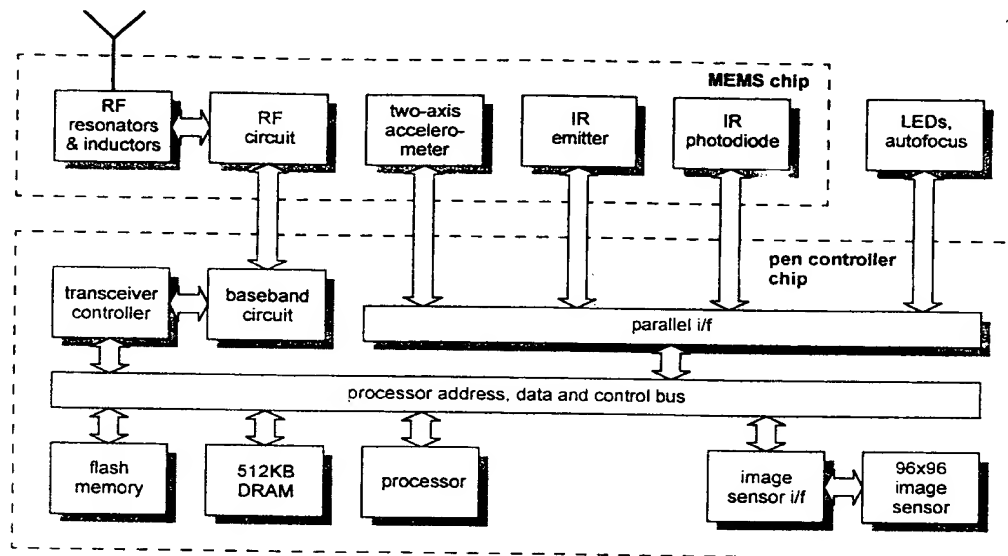 MEMS chip
RF
resonators
& inductors
RF
circuit
two-axis
accelero-
meter
IR
emitter
IR
photodiode
LEDs,
autofocus
pen controller
chip
transceiver
controller
baseband
circuit
parallel i/f
processor address, data and control bus
flash
memory
512KB
DRAM
processor
image
sensor i/f
96x96
image
sensor